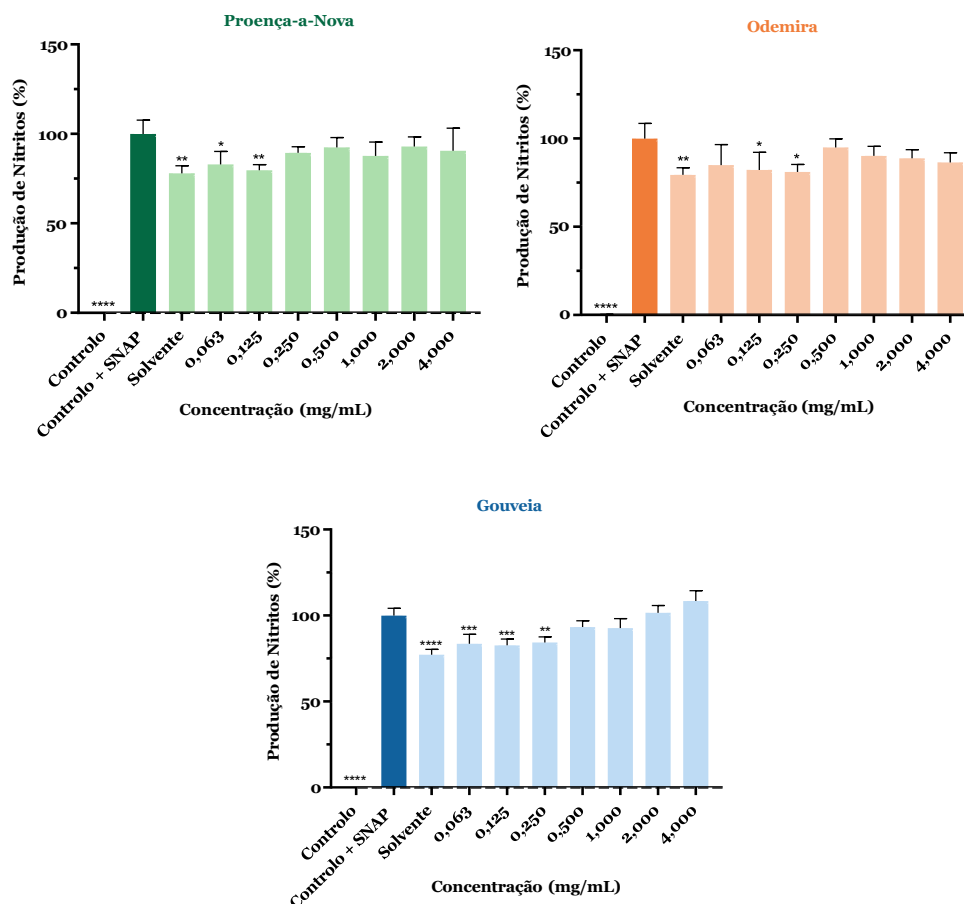 Proença-a-Nova
Produção de Nitritos (%)
150
100
50
0
****
**
*
**
Controlo
Controlo + SNAP
Solvente
0,063
0,125
0,250
0,500
1,000
2,000
4,000
Concentração (mg/mL)
Odemira
Produção de Nitritos (%)
150
100
50
0
****
**
*
*
Controlo
Controlo + SNAP
Solvente
0,063
0,125
0,250
0,500
1,000
2,000
4,000
Concentração (mg/mL)
Gouveia
Produção de Nitritos (%)
150
100
50
0
****
****
***
***
**
Controlo
Controlo + SNAP
Solvente
0,063
0,125
0,250
0,500
1,000
2,000
4,000
Concentração (mg/mL)